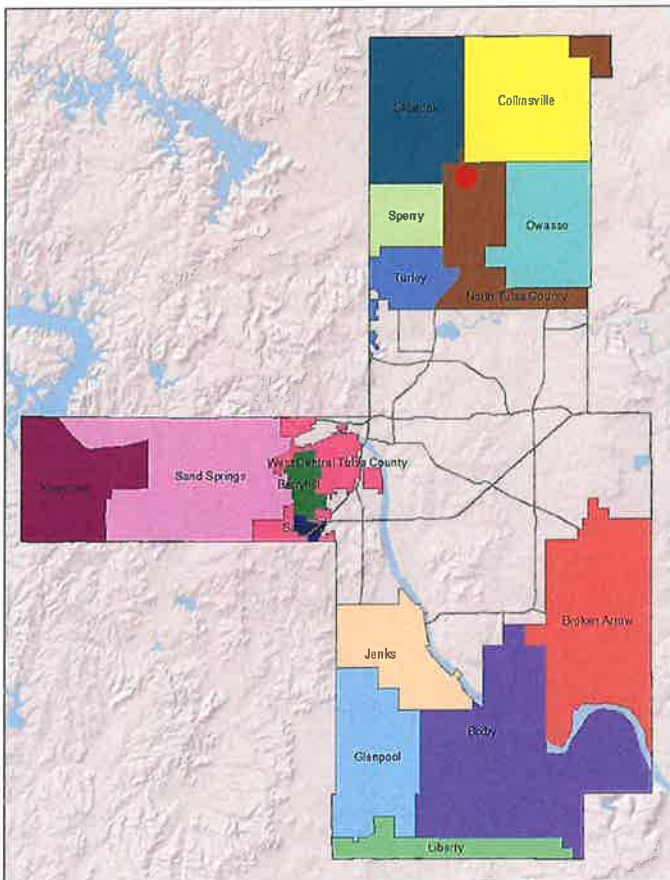 Collinsville
Sperry
Owasso
Turley
North Tulsa County
West Central Tulsa County
Sand Springs
Berryhill
Broken Arrow
Jenks
Bixby
Glenpool
Liberty